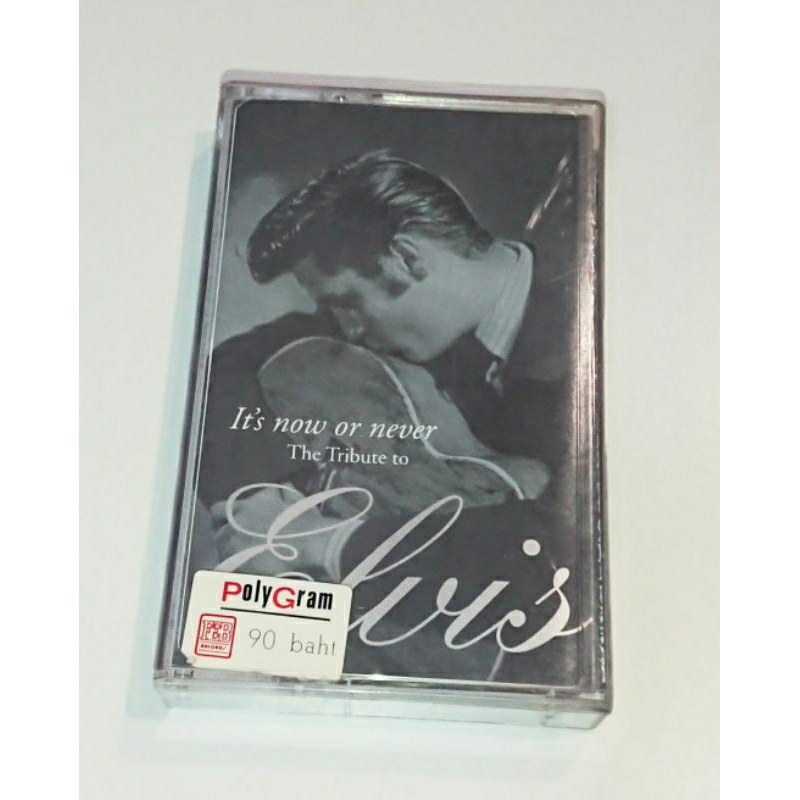 It's now or never
The Tribute to
Elvis
PolyGram
90 baht